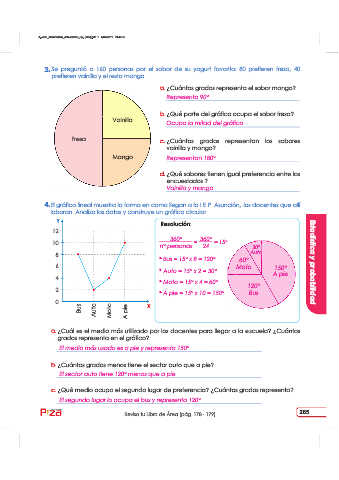 3. Se preguntó a 160 personas por el sabor de su yogurt favorito: 80 prefieren fresa, 40
prefieren vainilla y el resto mango
a. ¿Cuántos grados representa el sabor mango?
Representa 90°
b. ¿Qué parte del gráfico ocupa el sabor fresa?
Ocupa la mitad del gráfico
c. ¿Cuántos grados representan los sabores
vainilla y mango?
Representan 180°
d. ¿Qué sabores tienen igual preferencia entre los
encuestados ?
Vainilla y mango
Vainilla
Fresa
Mango
4. El gráfico lineal muestra la forma en como llegan a la I.E.P. Asunción, los docentes que allí
laboran. Analiza los datos y construye un gráfico circular
Y
12
10
8
6
4
2
0
Bus
Auto
Moto
A pie
X
Resolución:
360° / n° personas = 360° / 24 = 15°
* Bus = 15° x 8 = 120°
* Auto = 15° x 2 = 30°
* Moto = 15° x 4 = 60°
* A pie = 15° x 10 = 150°
30°
Auto
60°
Moto
150°
A pie
120°
Bus
Estadística y probabilidad
a. ¿Cuál es el medio más utilizado por los docentes para llegar a la escuela? ¿Cuántos
grados representa en el gráfico?
El medio más usado es a pie y representa 150°
b. ¿Cuántos grados menos tiene el sector auto que a pie?
El sector auto tiene 120° menos que a pie
c. ¿Qué medio ocupa el segundo lugar de preferencia? ¿Cuántos grados representa?
El segundo lugar lo ocupa el bus y representa 120°
Revisa tu Libro de Área (pág. 178 - 179)
265